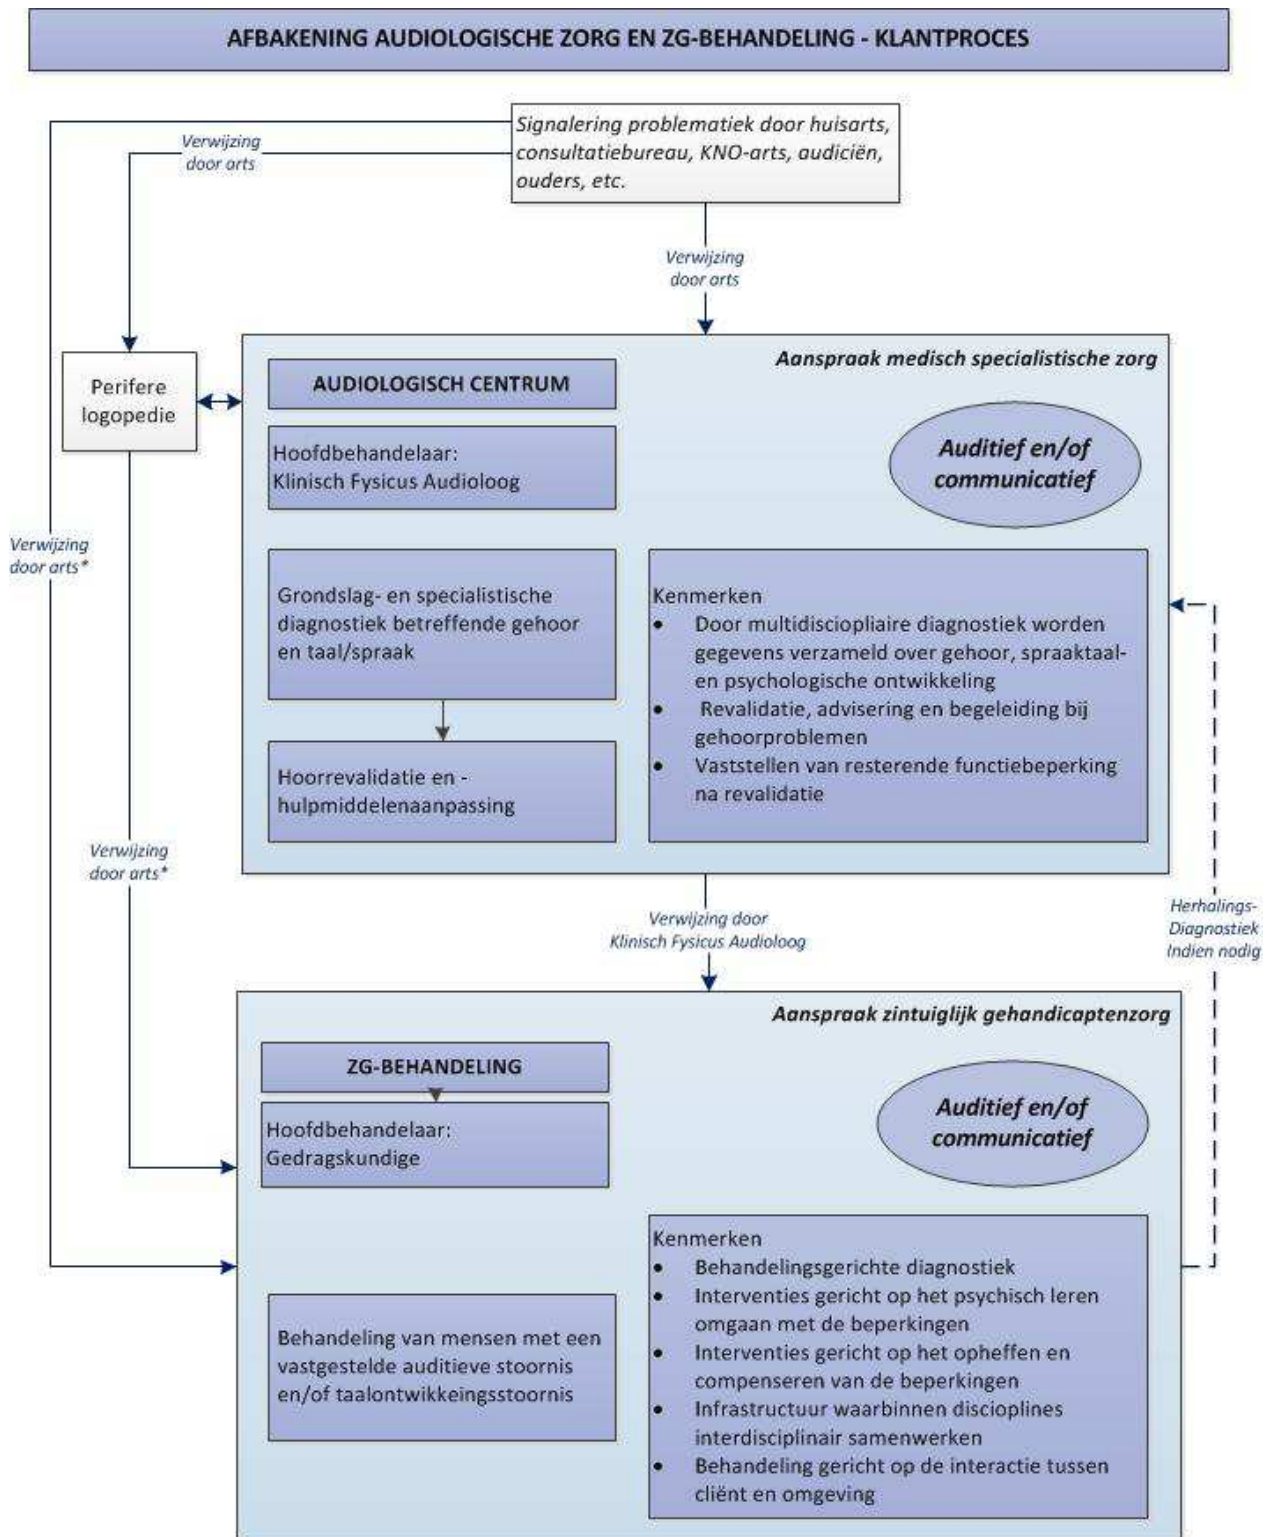 AFBAKENING AUDIOLOGISCHE ZORG EN ZG-BEHANDELING - KLANTPROCES
Signalering problematiek door huisarts,
consultatiebureau, KNO-arts, audiciën,
ouders, etc.
Verwijzing
door arts
Verwijzing
door arts
Perifere
logopedie
Aanspraak medisch specialistische zorg
AUDIOLOGISCH CENTRUM
Hoofdbehandelaar:
Klinisch Fysicus Audioloog
Auditief en/of
communicatief
Verwijzing
door arts*
Grondslag- en specialistische
diagnostiek betreffende gehoor
en taal/spraak
Hoorrevalidatie en -
hulpmiddelenaanpassing
Kenmerken
• Door multidisciopliaire diagnostiek worden
gegevens verzameld over gehoor, spraaktaal-
en psychologische ontwikkeling
• Revalidatie, advisering en begeleiding bij
gehoorproblemen
• Vaststellen van resterende functiebeperking
na revalidatie
Verwijzing
door arts*
Verwijzing door
Klinisch Fysicus Audioloog
Herhalings-
Diagnostiek
Indien nodig
Aanspraak zintuiglijk gehandicaptenzorg
ZG-BEHANDELING
Hoofdbehandelaar:
Gedragskundige
Auditief en/of
communicatief
Behandeling van mensen met een
vastgestelde auditieve stoornis
en/of taalontwikkeingsstoornis
Kenmerken
• Behandelingsgerichte diagnostiek
• Interventies gericht op het psychisch leren
omgaan met de beperkingen
• Interventies gericht op het opheffen en
compenseren van de beperkingen
• Infrastructuur waarbinnen discioplines
interdisciplinair samenwerken
• Behandeling gericht op de interactie tussen
cliënt en omgeving